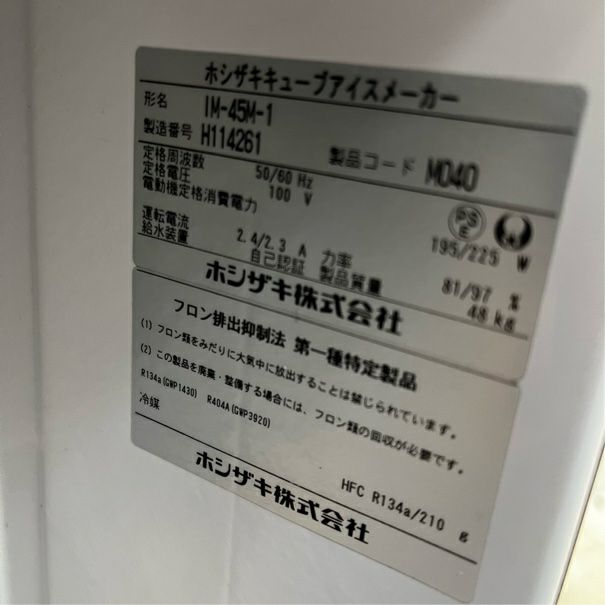 ホシザキキューブアイスメーカー
形名 IM-45M-1
製造番号 H114261 製品コード M040
定格周波数 50/60 Hz
定格電圧 100 V
電動機定格消費電力 195/225 W
運転電流 2.4/2.3 A 力率 81/97 %
給水装置 自己認証 製品質量 48 kg
PS
E
ホシザキ株式会社
フロン排出抑制法 第一種特定製品
(1) フロン類をみだりに大気中に放出することは禁じられています。
(2) この製品を廃棄・整備する場合には、フロン類の回収が必要です。
R134a(GWP1430) R404A(GWP3920)
冷媒 HFC R134a/210 g
ホシザキ株式会社